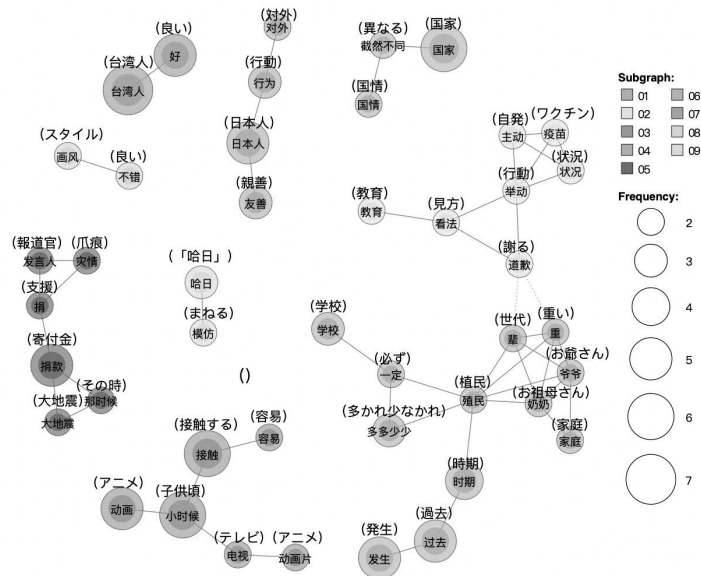 (良い)
好
(台湾人)
台湾人
(スタイル)
画风
(良い)
不错
(対外)
对外
(行動)
行为
(日本人)
日本人
(親善)
友善
(異なる)
截然不同
(国家)
国家
(国情)
国情
(自発)
主动
(ワクチン)
疫苗
(状況)
状况
(行動)
举动
(教育)
教育
(見方)
看法
(謝る)
道歉
(報道官)
发言人
(爪痕)
灾情
(支援)
捐
(寄付金)
捐款
(その時)
那时候
(大地震)
大地震
(「哈日」)
哈日
(まねる)
模仿
()
(学校)
学校
(必ず)
一定
(多かれ少なかれ)
多多少少
(世代)
辈
(重い)
重
(お爺さん)
爷爷
(お祖母さん)
奶奶
(植民)
殖民
(家庭)
家庭
(時期)
时期
(過去)
过去
(発生)
发生
(接触する)
接触
(容易)
容易
(アニメ)
动画
(子供頃)
小时候
(テレビ)
电视
(アニメ)
动画片
Subgraph:
01 06
02 07
03 08
04 09
05
Frequency:
2
3
4
5
6
7